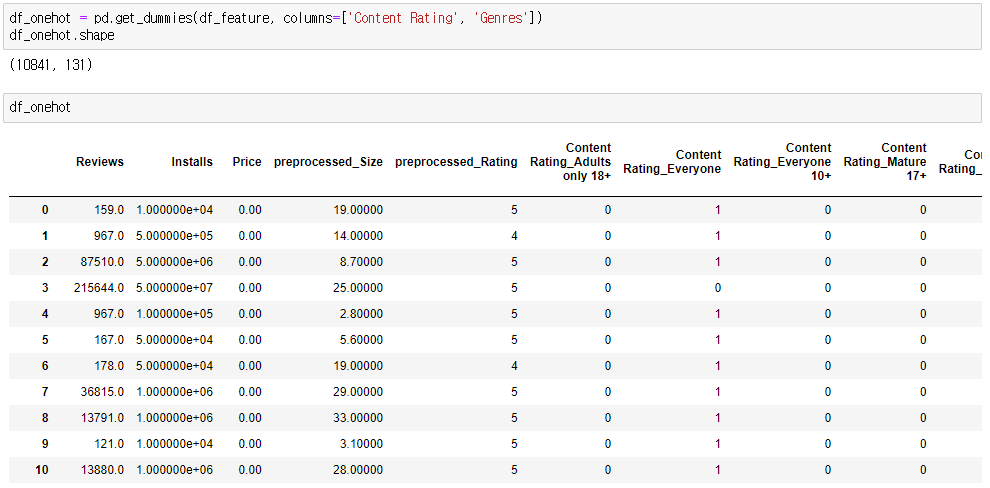 df_onehot = pd.get_dummies(df_feature, columns=['Content Rating', 'Genres'])
df_onehot.shape
(10841, 131)
df_onehot
Reviews Installs Price preprocessed_Size preprocessed_Rating Content Rating_Adults only 18+ Content Rating_Everyone Content Rating_Everyone 10+ Content Rating_Mature 17+ Rating_
0 159.0 1.000000e+04 0.00 19.00000 5 0 1 0 0
1 967.0 5.000000e+05 0.00 14.00000 4 0 1 0 0
2 87510.0 5.000000e+06 0.00 8.70000 5 0 1 0 0
3 215644.0 5.000000e+07 0.00 25.00000 5 0 0 0 0
4 967.0 1.000000e+05 0.00 2.80000 5 0 1 0 0
5 167.0 5.000000e+04 0.00 5.60000 5 0 1 0 0
6 178.0 5.000000e+04 0.00 19.00000 4 0 1 0 0
7 36815.0 1.000000e+06 0.00 29.00000 5 0 1 0 0
8 13791.0 1.000000e+06 0.00 33.00000 5 0 1 0 0
9 121.0 1.000000e+04 0.00 3.10000 5 0 1 0 0
10 13880.0 1.000000e+06 0.00 28.00000 5 0 1 0 0